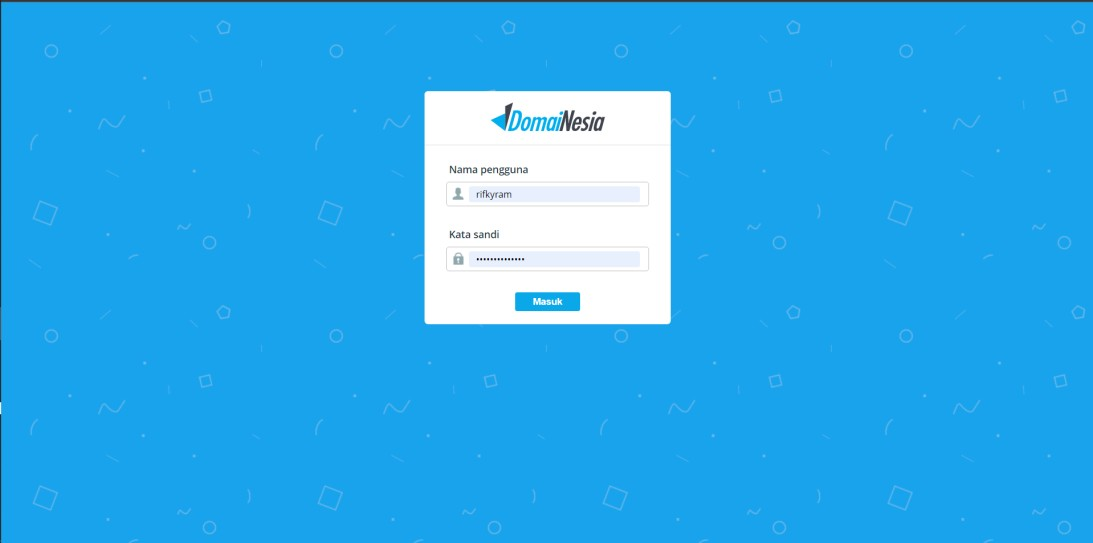 DomaiNesia
Nama pengguna
rifkyram
Kata sandi
••••••••••••••
Masuk